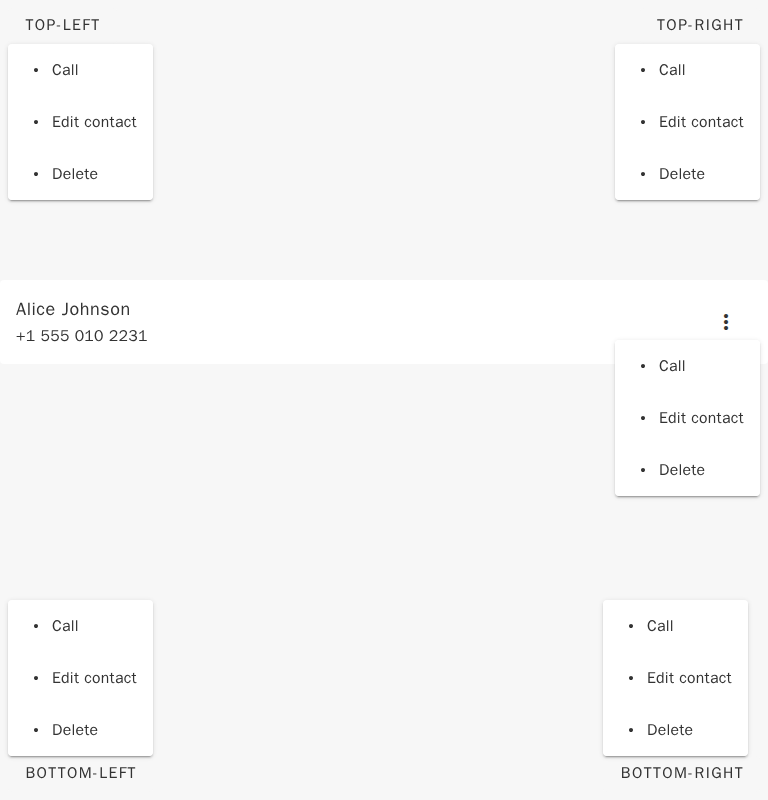 TOP-LEFT
• Call
• Edit contact
• Delete
TOP-RIGHT
• Call
• Edit contact
• Delete
Alice Johnson
+1 555 010 2231
• Call
• Edit contact
• Delete
• Call
• Edit contact
• Delete
BOTTOM-LEFT
• Call
• Edit contact
• Delete
BOTTOM-RIGHT